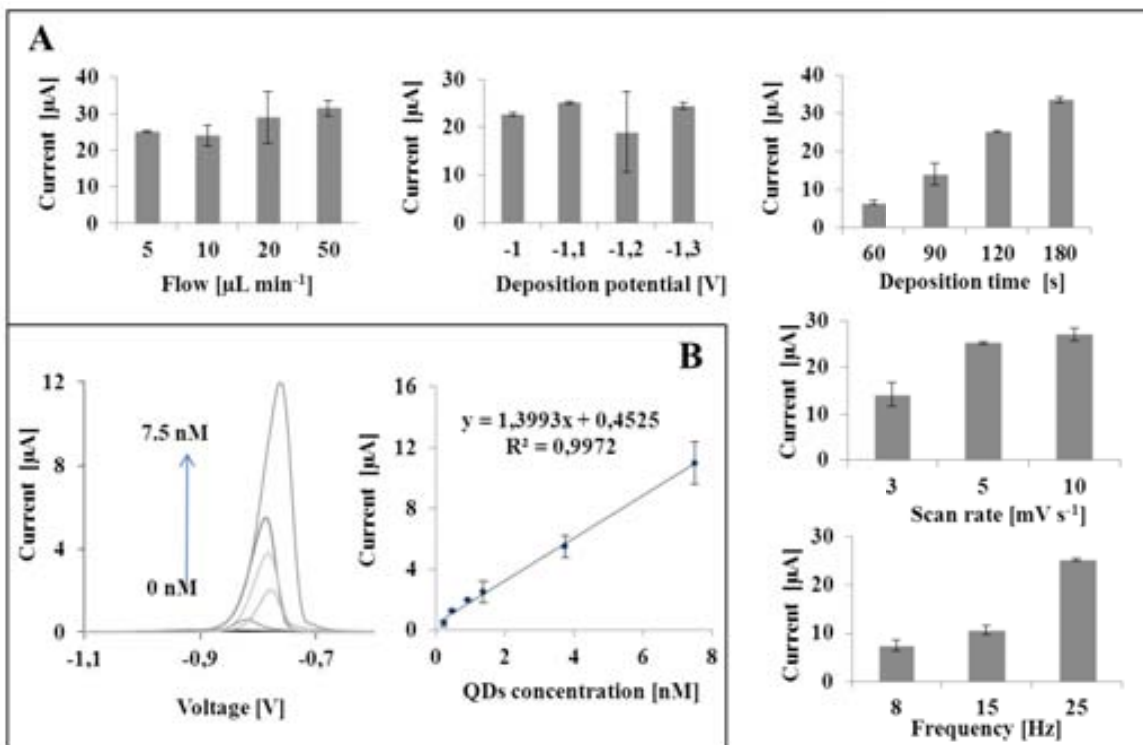 A
Current [µA]
40
30
20
10
0
5 10 20 50
Flow [µL min⁻¹]
Current [µA]
30
20
10
0
-1 -1,1 -1,2 -1,3
Deposition potential [V]
Current [µA]
40
30
20
10
0
60 90 120 180
Deposition time [s]
Current [µA]
30
20
10
0
3 5 10
Scan rate [mV s⁻¹]
Current [µA]
30
20
10
0
8 15 25
Frequency [Hz]
B
Current [µA]
12
8
4
0
7.5 nM
0 nM
-1,1 -0,9 -0,7
Voltage [V]
Current [µA]
16
12
8
4
0
y = 1,3993x + 0,4525
R² = 0,9972
0 2 4 6 8
QDs concentration [nM]